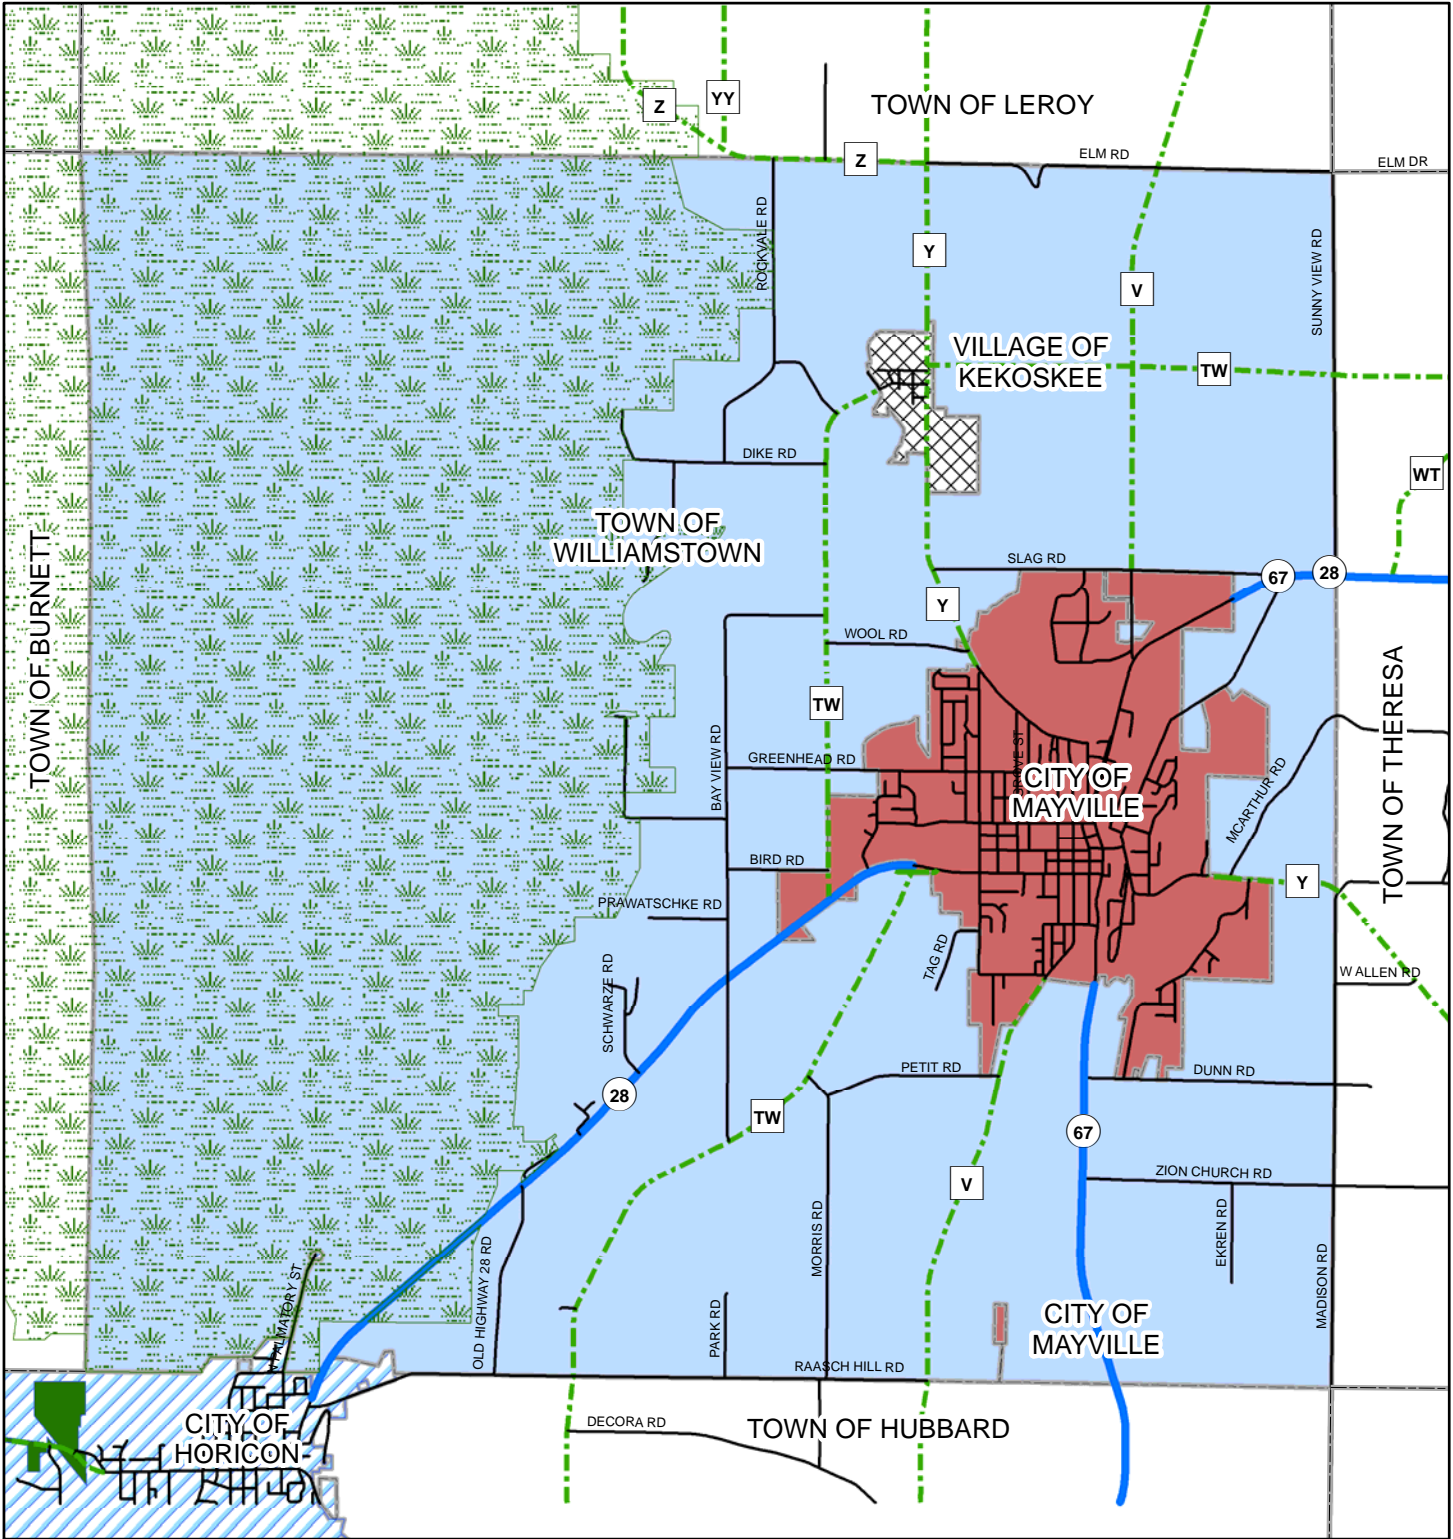 YY
Z
TOWN OF LEROY
Z
ELM RD
ELM DR
ROCKVALE RD
Y
SUNNY VIEW RD
V
VILLAGE OF
KEKOSKEE
TW
DIKE RD
WT
TOWN OF
WILLIAMSTOWN
TOWN OF BURNETT
SLAG RD
67
28
Y
WOOL RD
TW
TOWN OF THERESA
BAY VIEW RD
GREENHEAD RD
GROVE ST
CITY OF
MAYVILLE
MCARTHUR RD
BIRD RD
Y
PRAWATSCHKE RD
TAG RD
W ALLEN RD
SCHWARZE RD
PETIT RD
DUNN RD
28
TW
67
V
ZION CHURCH RD
MORRIS RD
EKREN RD
OLD HIGHWAY 28 RD
N PALMATORY ST
PARK RD
CITY OF
MAYVILLE
MADISON RD
RAASCH HILL RD
CITY OF
HORICON
DECORA RD
TOWN OF HUBBARD